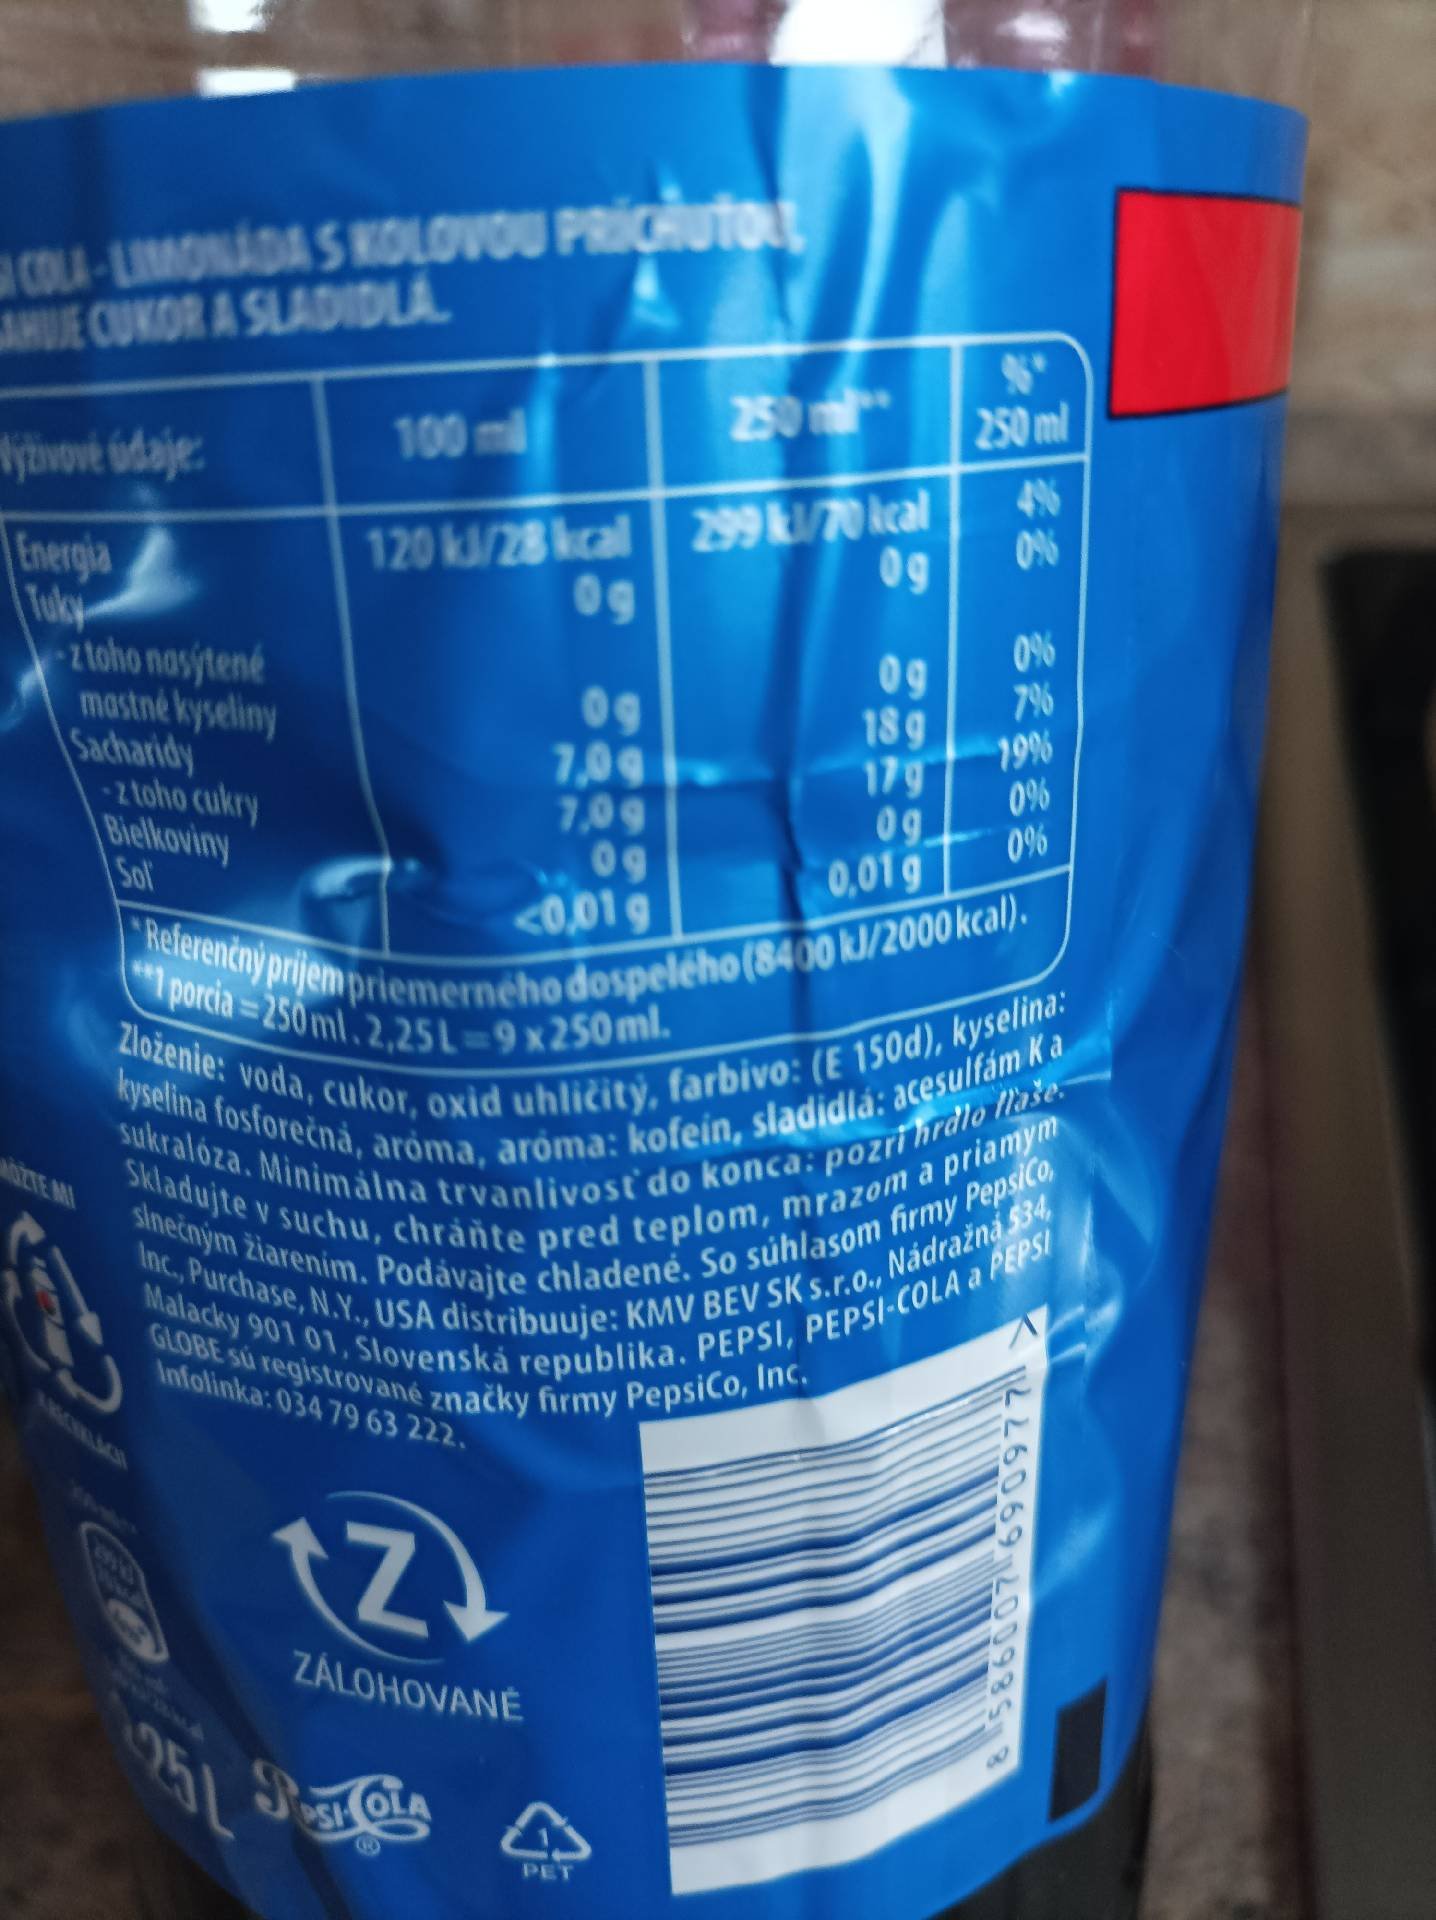 COLA - LIMONÁDA S KOLOVOU PRÍCHUŤOU,
CUKOR A SLADIDLÁ.
Výživové údaje: 100 ml 250 ml** %* 250 ml
Energia 120 kJ/28 kcal 299 kJ/70 kcal 4%
Tuky 0 g 0 g 0%
- z toho nasýtené
mastné kyseliny 0 g 0 g 0%
Sacharidy 7,0 g 18 g 7%
- z toho cukry 7,0 g 17 g 19%
Bielkoviny 0 g 0 g 0%
Soľ <0,01 g 0,01 g 0%
*Referenčný príjem priemerného dospelého (8400 kJ/2000 kcal).
**1 porcia = 250 ml. 2,25 L = 9 x 250 ml.
Zloženie: voda, cukor, oxid uhličitý, farbivo: (E 150d), kyselina:
kyselina fosforečná, aróma, aróma: kofeín, sladidlá: acesulfám K a
sukralóza. Minimálna trvanlivosť do konca: pozri hrdlo fľaše.
Skladujte v suchu, chráňte pred teplom, mrazom a priamym
slnečným žiarením. Podávajte chladené. So súhlasom firmy PepsiCo,
Inc., Purchase, N.Y., USA distribuuje: KMV BEV SK s.r.o., Nádražná 534,
Malacky 901 01, Slovenská republika. PEPSI, PEPSI-COLA a PEPSI
GLOBE sú registrované značky firmy PepsiCo, Inc.
Infolinka: 034 79 63 222.
MI
Z
ZÁLOHOVANÉ
25 L
PEPSI-COLA
®
1
PET
8 586007 690977 >